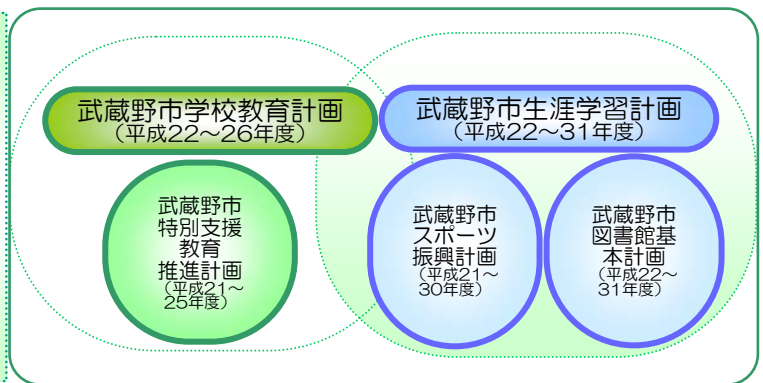 武蔵野市学校教育計画
（平成22～26年度）
武蔵野市生涯学習計画
（平成22～31年度）
武蔵野市
特別支援
教育
推進計画
（平成21～
25年度）
武蔵野市
スポーツ
振興計画
（平成21～
30年度）
武蔵野市
図書館基
本計画
（平成22～
31年度）